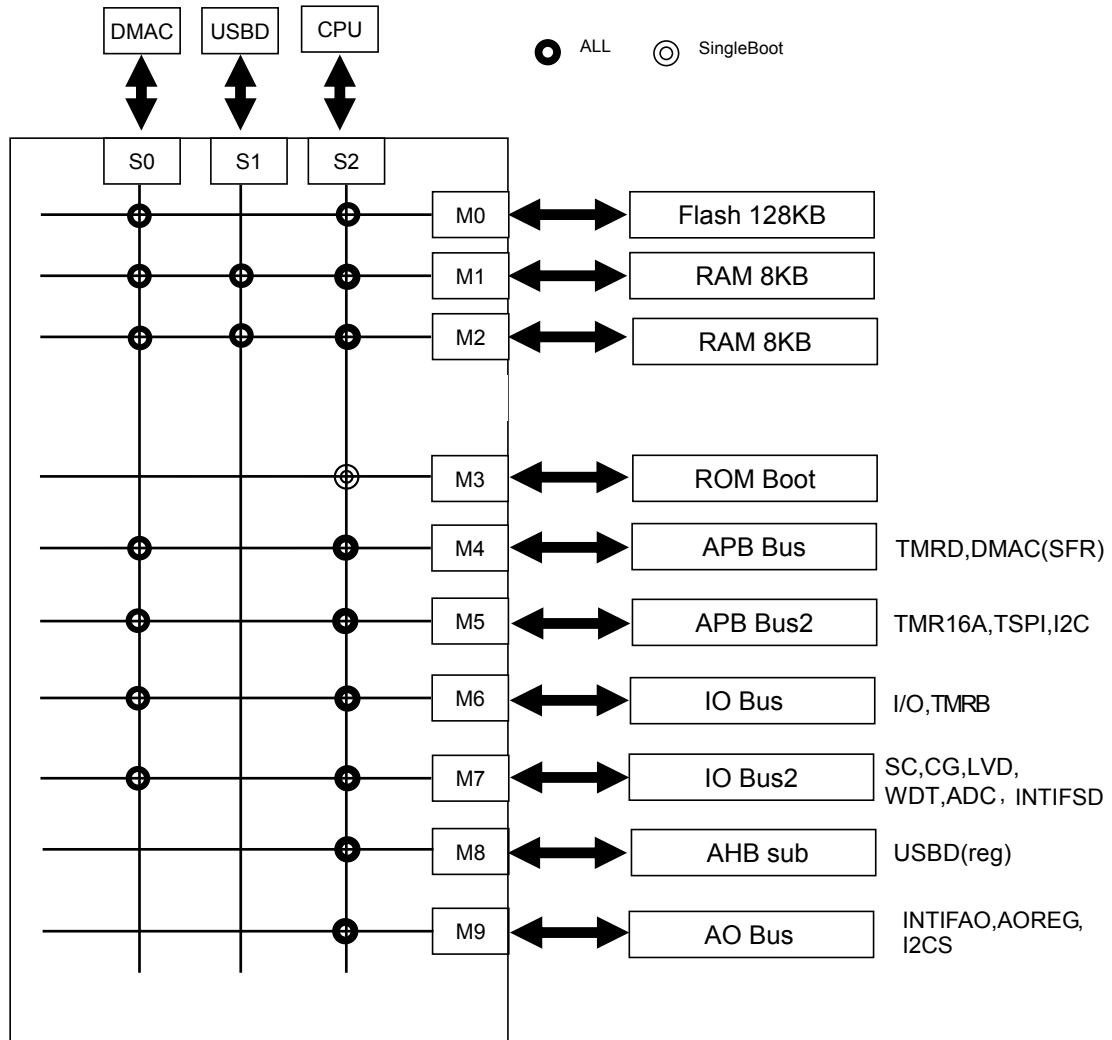 DMAC USBD CPU
ALL SingleBoot
S0 S1 S2
M0 Flash 128KB
M1 RAM 8KB
M2 RAM 8KB
M3 ROM Boot
M4 APB Bus TMRD,DMAC(SFR)
M5 APB Bus2 TMR16A,TSPI,I2C
M6 IO Bus I/O,TMRB
M7 IO Bus2 SC,CG,LVD,
WDT,ADC, INTIFSD
M8 AHB sub USBD(reg)
M9 AO Bus INTIFAO,AOREG,
I2CS